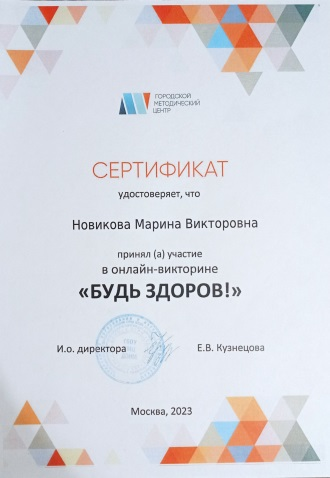 ГОРОДСКОЙ
МЕТОДИЧЕСКИЙ
ЦЕНТР
СЕРТИФИКАТ
удостоверяет, что
Новикова Марина Викторовна
принял (а) участие
в онлайн-викторине
«БУДЬ ЗДОРОВ!»
И.о. директора Е.В. Кузнецова
Москва, 2023